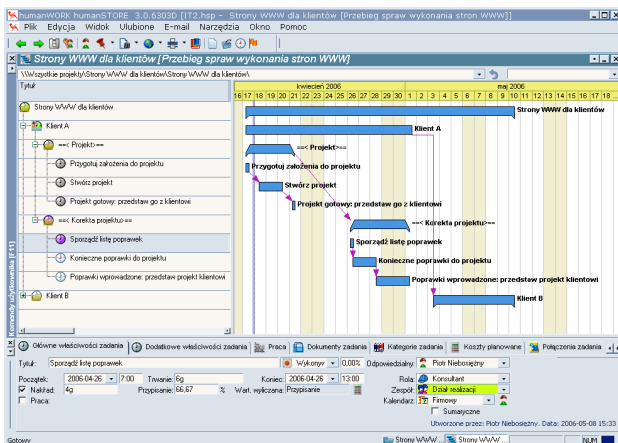 humanWORK humanSTORE 3.0.6303D [IT2.hsp - Strony WWW dla klientów [Przebieg spraw wykonania stron WWW]]
Plik Edycja Widok Ulubione E-mail Narzędzia Okno Pomoc
Strony WWW dla klientów [Przebieg spraw wykonania stron WWW]
\Wszystkie projekty\Strony WWW dla klientów\Strony WWW dla klientów\
Tytuł
kwiecień 2006 maj 2006
16 17 18 19 20 21 22 23 24 25 26 27 28 29 30 1 2 3 4 5 6 7 8 9 10 11 12 13 14 15 16 17 18 ...
Strony WWW dla klientów Strony WWW dla klientów
Klient A Klient A
==< Projekt>== ==< Projekt>==
Przygotuj założenia do projektu Przygotuj założenia do projektu
Stwórz projekt Stwórz projekt
Projekt gotowy: przedstaw go z klientowi Projekt gotowy: przedstaw go z klientowi
==< Korekta projektu>== ==< Korekta projektu>==
Sporządź listę poprawek Sporządź listę poprawek
Konieczne poprawki do projektu Konieczne poprawki do projektu
Poprawki wprowadzone: przedstaw projekt klientowi Poprawki wprowadzone: przedstaw projekt klientowi
Klient B Klient B
Komendy użytkownika [F11]
Główne właściwości zadania Dodatkowe właściwości zadania Praca Dokumenty zadania Kategorie zadania Koszty planowane Połączenia zadania
Tytuł: Sporządź listę poprawek Wykonyw 0,00% Odpowiedzialny: Piotr Niebosiężny
Początek: 2006-04-26 7:00 Trwanie: 6g Koniec: 2006-04-26 13:00 Rola: Konsultant
Nakład: 4g Przypisanie: 66,67 % Wart. wyliczana: Przypisanie Zespół: Dział realizacji
Praca: Kalendarz: Firmowy
Sumaryczne
Utworzone przez: Piotr Niebosiężny. Data: 2006-05-08 15:33
Gotowy Strony WWW ... Strony WWW ... NUM